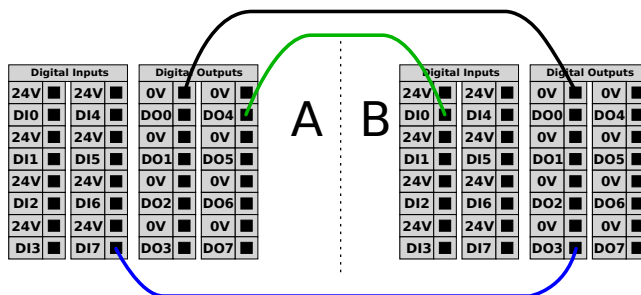 Digital Inputs Digital Outputs Digital Inputs Digital Outputs
24V 24V 0V 0V 24V 24V 0V 0V
DI0 DI4 DO0 DO4 A B DI0 DI4 DO0 DO4
24V 24V 0V 0V 24V 24V 0V 0V
DI1 DI5 DO1 DO5 DI1 DI5 DO1 DO5
24V 24V 0V 0V 24V 24V 0V 0V
DI2 DI6 DO2 DO6 DI2 DI6 DO2 DO6
24V 24V 0V 0V 24V 24V 0V 0V
DI3 DI7 DO3 DO7 DI3 DI7 DO3 DO7